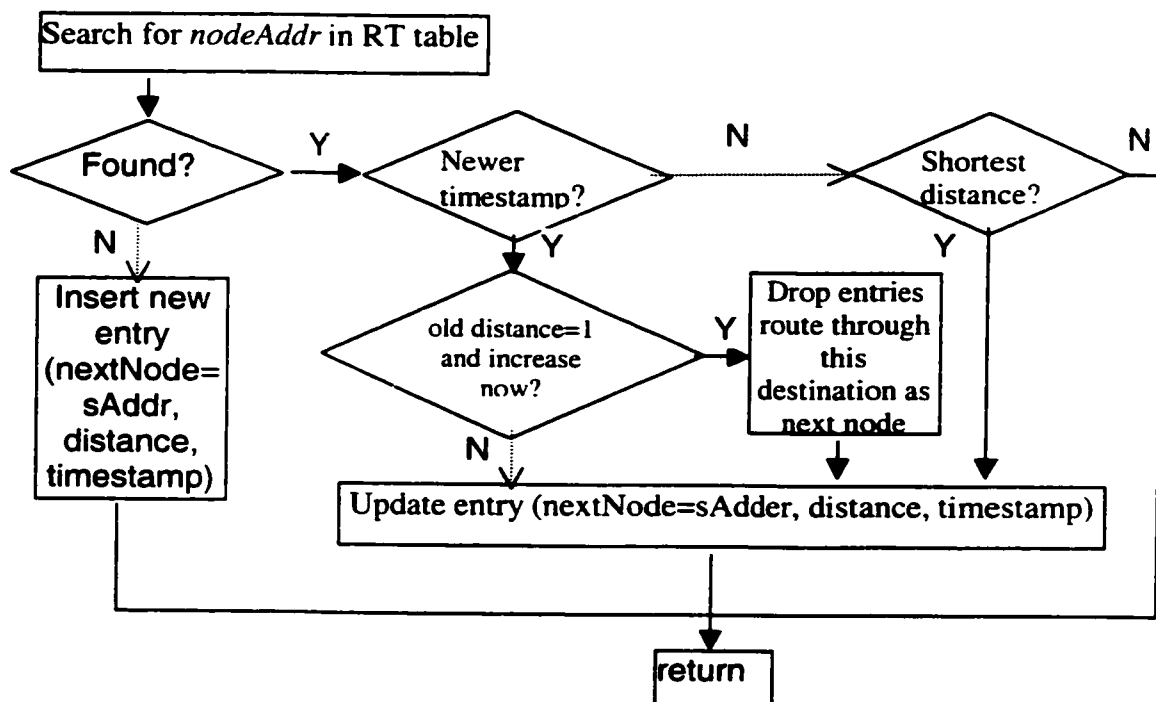 Search for nodeAddr in RT table
Found?
Y
Newer
timestamp?
N
Shortest
distance?
N
N
Y
Y
Insert new
entry
(nextNode=
sAddr,
distance,
timestamp)
old distance=1
and increase
now?
Y
Drop entries
route through
this
destination as
next node
N
Update entry (nextNode=sAdder, distance, timestamp)
return